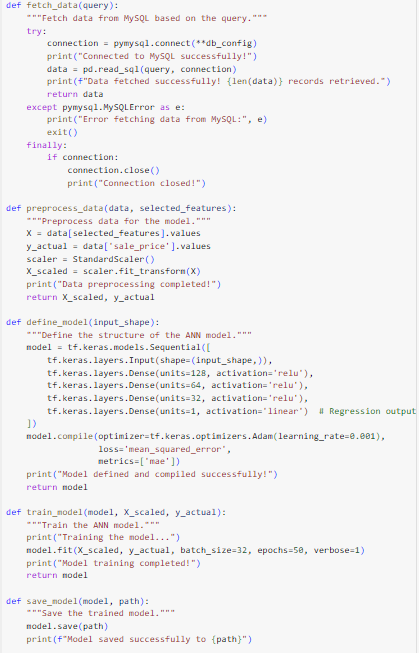 def fetch_data(query):
    """Fetch data from MySQL based on the query."""
    try:
        connection = pymysql.connect(**db_config)
        print("Connected to MySQL successfully!")
        data = pd.read_sql(query, connection)
        print(f"Data fetched successfully! {len(data)} records retrieved.")
        return data
    except pymysql.MySQLError as e:
        print("Error fetching data from MySQL:", e)
        exit()
    finally:
        if connection:
            connection.close()
            print("Connection closed!")

def preprocess_data(data, selected_features):
    """Preprocess data for the model."""
    X = data[selected_features].values
    y_actual = data['sale_price'].values
    scaler = StandardScaler()
    X_scaled = scaler.fit_transform(X)
    print("Data preprocessing completed!")
    return X_scaled, y_actual

def define_model(input_shape):
    """Define the structure of the ANN model."""
    model = tf.keras.models.Sequential([
        tf.keras.layers.Input(shape=(input_shape,)),
        tf.keras.layers.Dense(units=128, activation='relu'),
        tf.keras.layers.Dense(units=64, activation='relu'),
        tf.keras.layers.Dense(units=32, activation='relu'),
        tf.keras.layers.Dense(units=1, activation='linear')  # Regression output
    ])
    model.compile(optimizer=tf.keras.optimizers.Adam(learning_rate=0.001),
                  loss='mean_squared_error',
                  metrics=['mae'])
    print("Model defined and compiled successfully!")
    return model

def train_model(model, X_scaled, y_actual):
    """Train the ANN model."""
    print("Training the model...")
    model.fit(X_scaled, y_actual, batch_size=32, epochs=50, verbose=1)
    print("Model training completed!")
    return model

def save_model(model, path):
    """Save the trained model."""
    model.save(path)
    print(f"Model saved successfully to {path}")